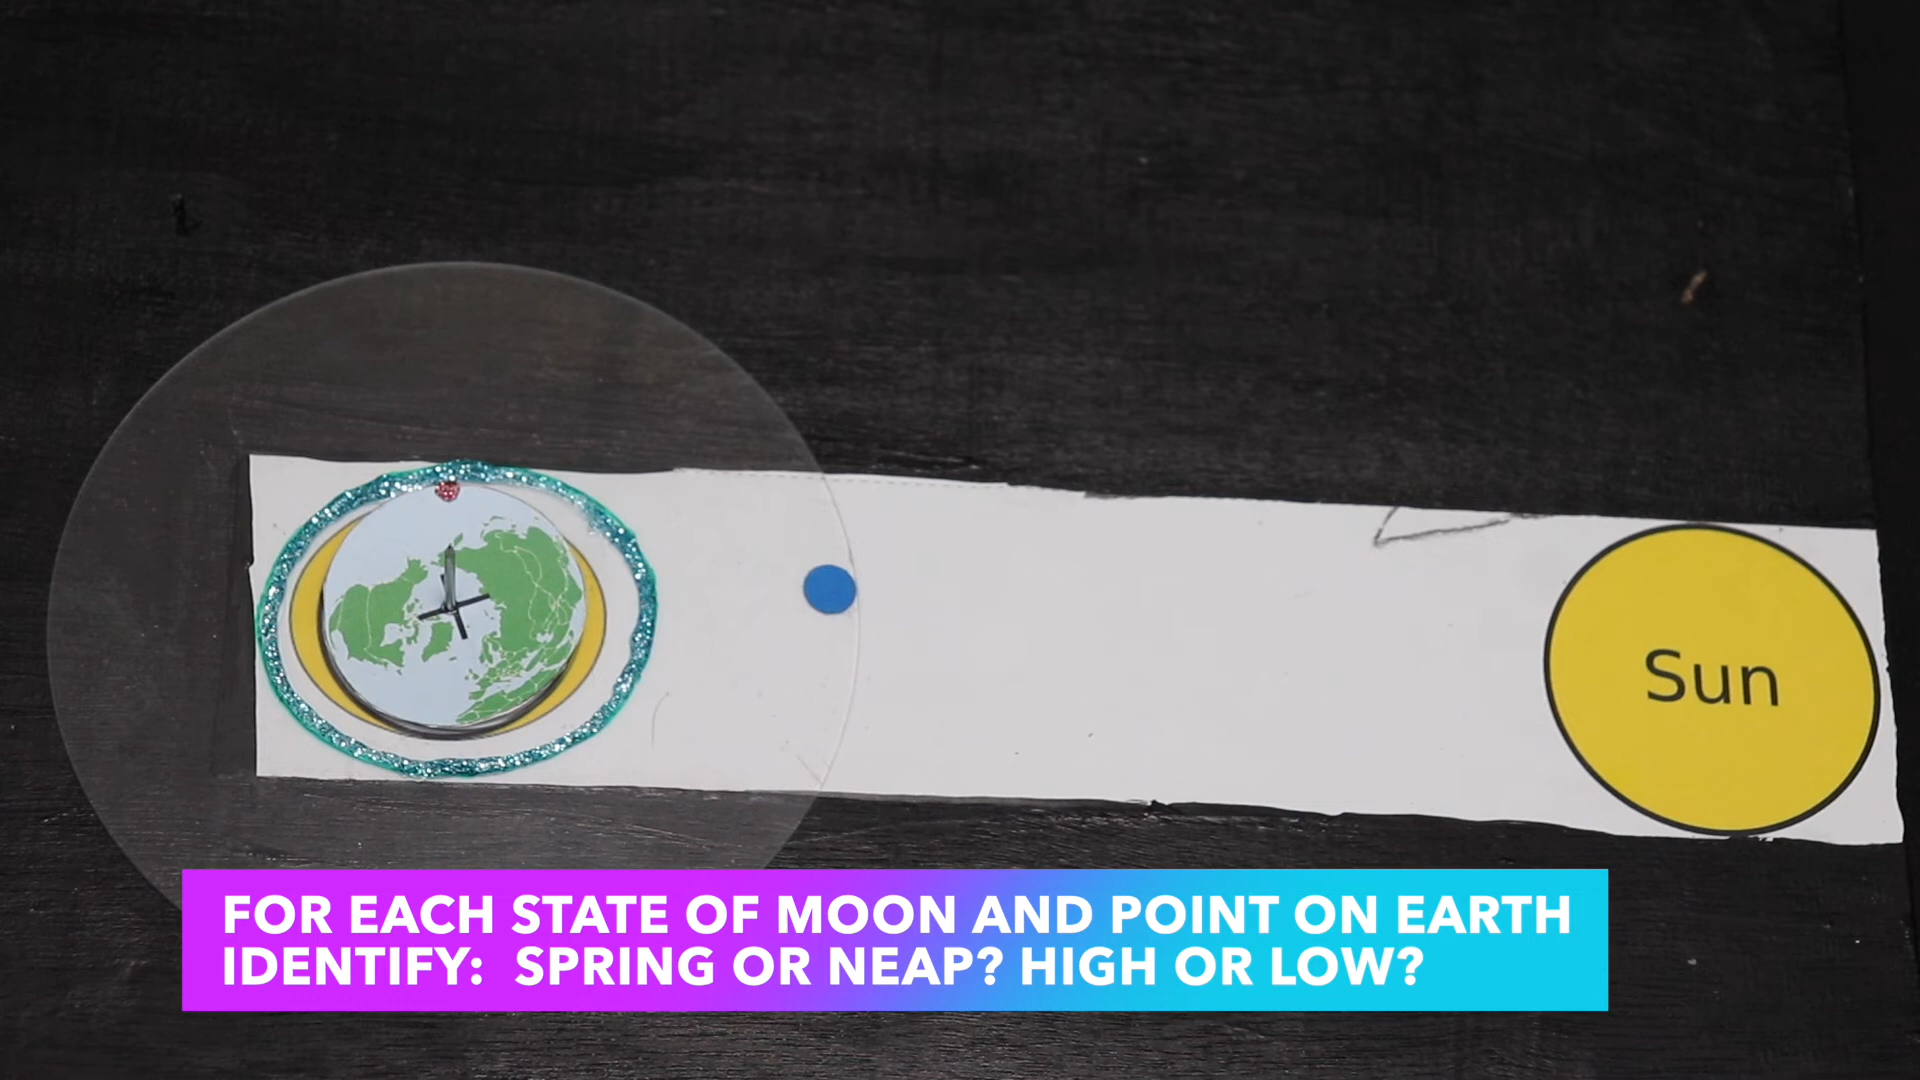 Sun
FOR EACH STATE OF MOON AND POINT ON EARTH
IDENTIFY: SPRING OR NEAP? HIGH OR LOW?